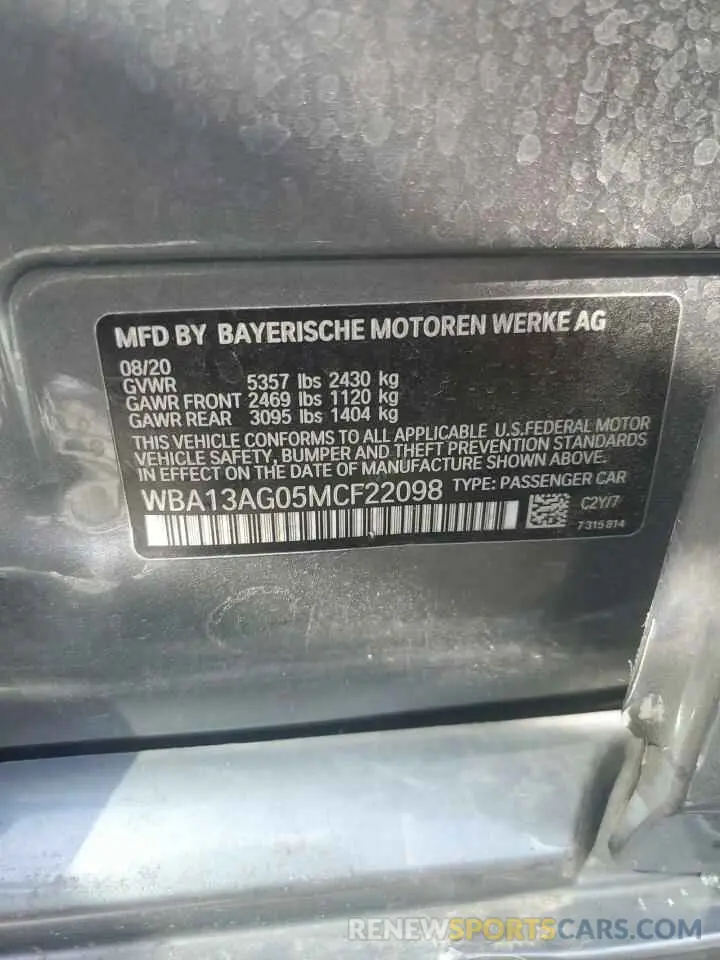 MFD BY BAYERISCHE MOTOREN WERKE AG
08/20
GVWR 5357 lbs 2430 kg
GAWR FRONT 2469 lbs 1120 kg
GAWR REAR 3095 lbs 1404 kg
THIS VEHICLE CONFORMS TO ALL APPLICABLE U.S.FEDERAL MOTOR
VEHICLE SAFETY, BUMPER AND THEFT PREVENTION STANDARDS
IN EFFECT ON THE DATE OF MANUFACTURE SHOWN ABOVE.
WBA13AG05MCF22098 TYPE: PASSENGER CAR
C2Y/7
7315814
RENEWSPORTSCARS.COM